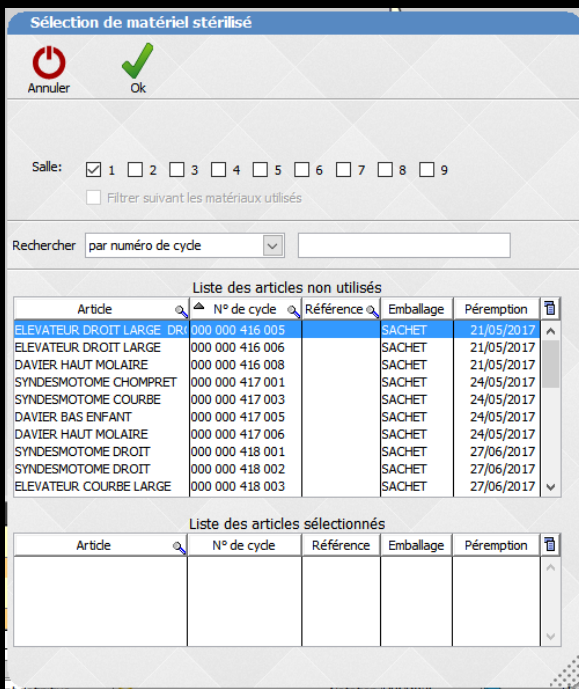 Sélection de matériel stérilisé
Annuler Ok
Salle: 1 2 3 4 5 6 7 8 9
Filtrer suivant les matériaux utilisés
Rechercher par numéro de cycle
Liste des articles non utilisés
Article N° de cycle Référence Emballage Péremption
ELEVATEUR DROIT LARGE DRO 000 000 416 005 SACHET 21/05/2017
ELEVATEUR DROIT LARGE 000 000 416 006 SACHET 21/05/2017
DAVIER HAUT MOLAIRE 000 000 416 008 SACHET 21/05/2017
SYNDESMOTOME CHOMPRET 000 000 417 001 SACHET 24/05/2017
SYNDESMOTOME COURBE 000 000 417 003 SACHET 24/05/2017
DAVIER BAS ENFANT 000 000 417 005 SACHET 24/05/2017
DAVIER HAUT MOLAIRE 000 000 417 006 SACHET 24/05/2017
SYNDESMOTOME DROIT 000 000 418 001 SACHET 27/06/2017
SYNDESMOTOME DROIT 000 000 418 002 SACHET 27/06/2017
ELEVATEUR COURBE LARGE 000 000 418 003 SACHET 27/06/2017
Liste des articles sélectionnés
Article N° de cycle Référence Emballage Péremption